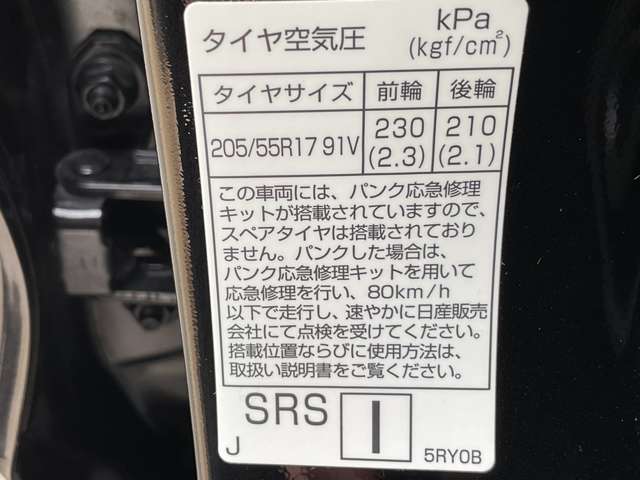 タイヤ空気圧 kPa
(kgf/cm²)
タイヤサイズ 前輪 後輪
205/55R17 91V 230 210
(2.3) (2.1)
この車両には、パンク応急修理
キットが搭載されていますので、
スペアタイヤは搭載されており
ません。パンクした場合は、
パンク応急修理キットを用いて
応急修理を行い、80km/h
以下で走行し、速やかに日産販売
会社にて点検を受けてください。
搭載位置ならびに使用方法は、
取扱い説明書をご覧ください。
SRS I
J 5RY0B